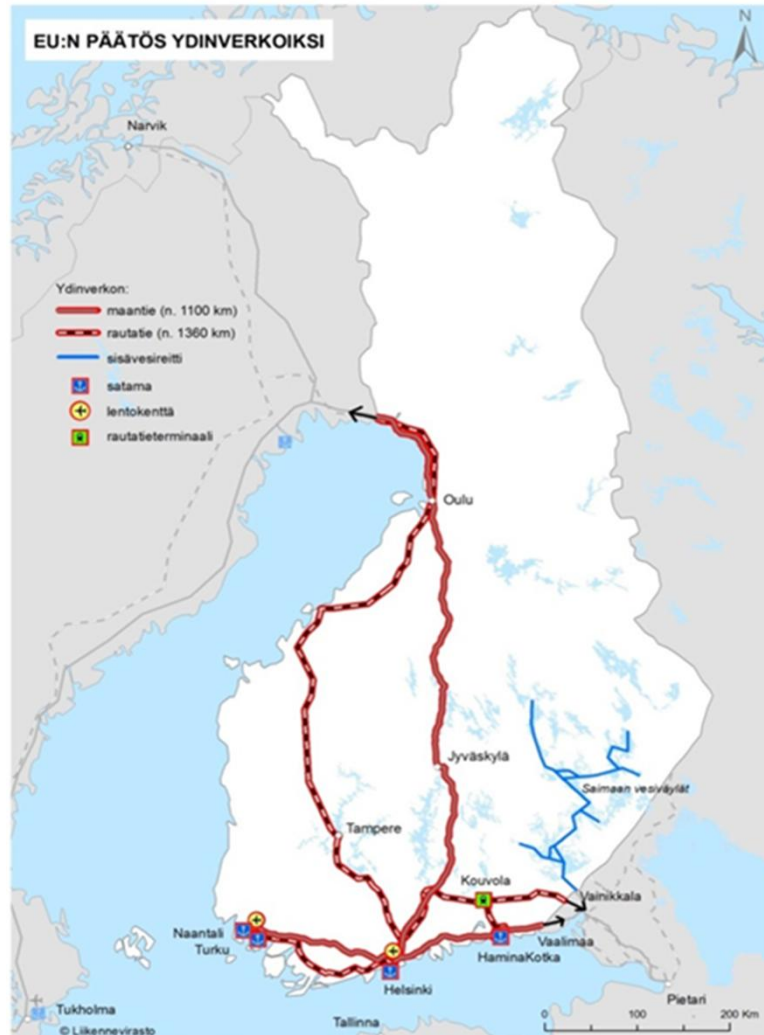 EU:N PÄÄTÖS YDINVERKOIKSI
N
Narvik
Ydinverkon:
maantie (n. 1100 km)
rautatie (n. 1360 km)
sisävesireitti
satama
lentokenttä
rautatieterminaali
Oulu
Jyväskylä
Saimaan vesiväylät
Tampere
Kouvola
Vainikkala
Naantali
Turku
Vaalimaa
HaminaKotka
Helsinki
Pietari
Tukholma
Tallinna
0 100 200 Km
© Liikennevirasto